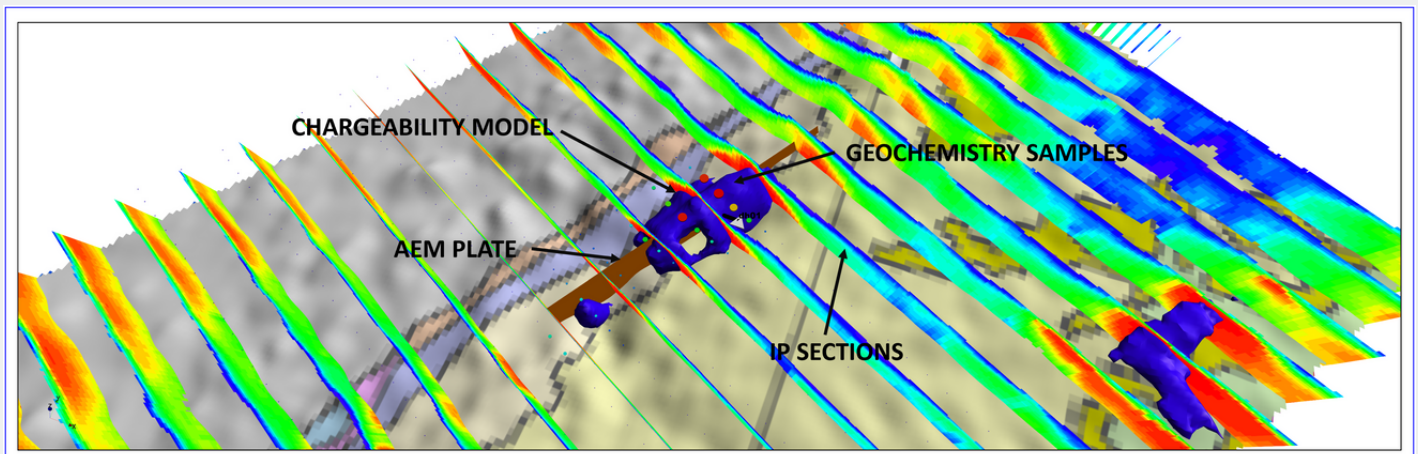 CHARGEABILITY MODEL
GEOCHEMISTRY SAMPLES
AEM PLATE
IP SECTIONS